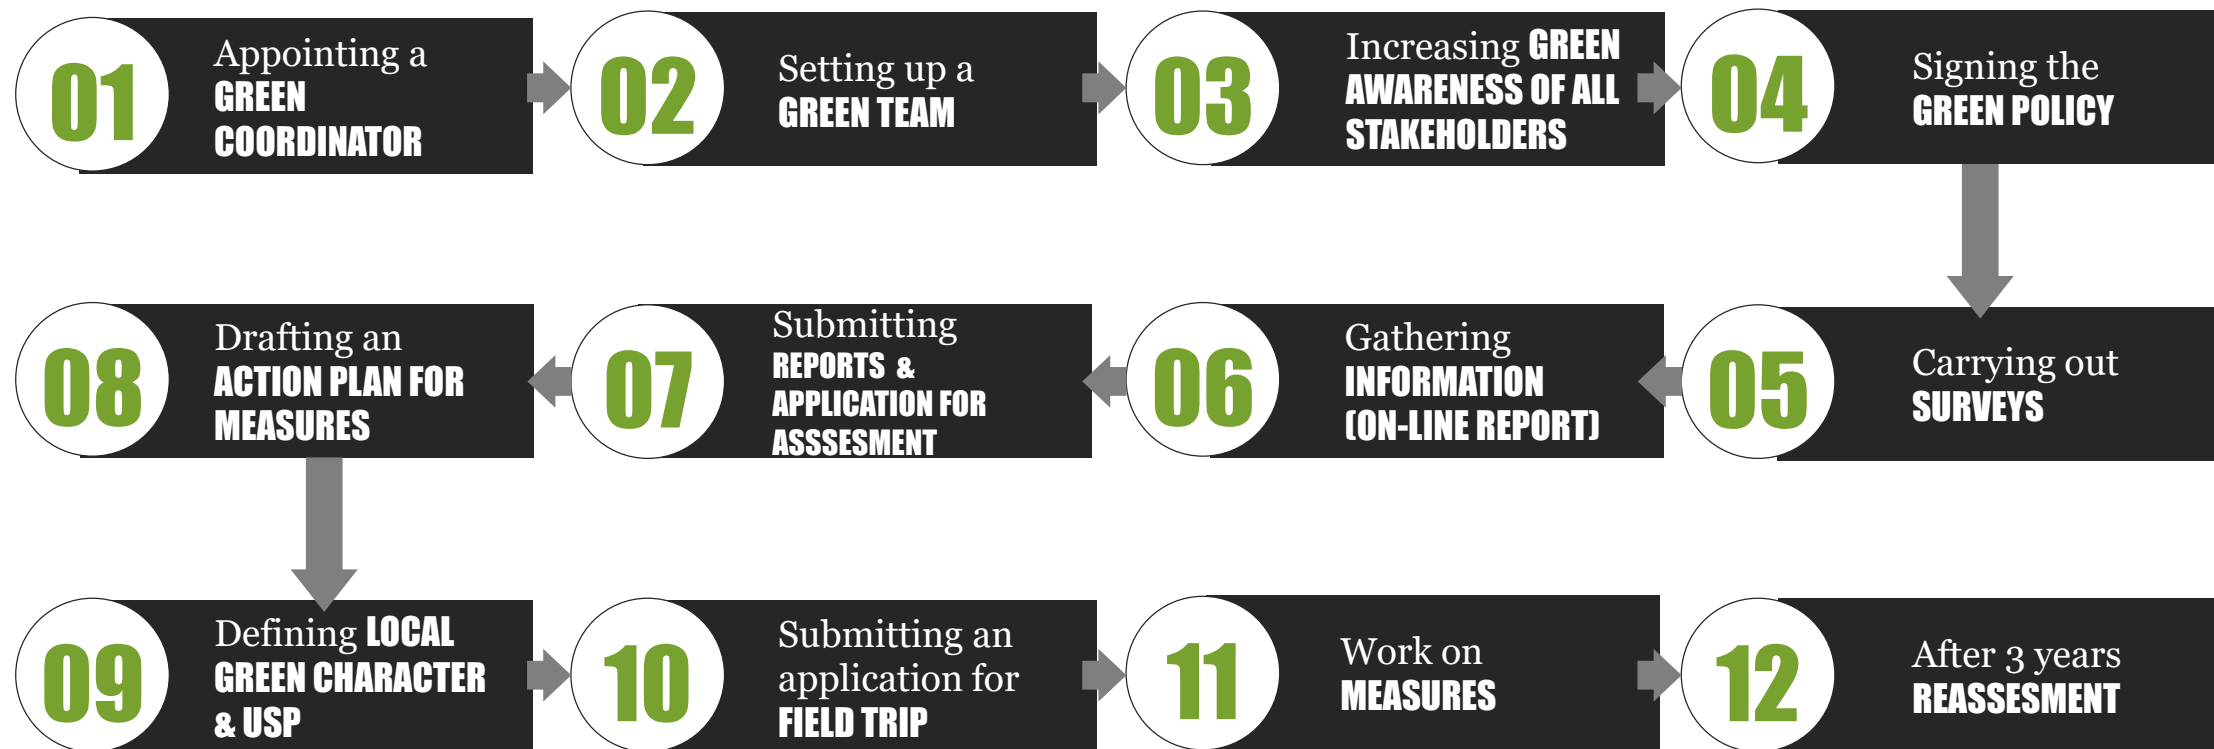 01
Appointing a
GREEN
COORDINATOR
02
Setting up a
GREEN TEAM
03
Increasing GREEN
AWARENESS OF ALL
STAKEHOLDERS
04
Signing the
GREEN POLICY
05
Carrying out
SURVEYS
06
Gathering
INFORMATION
(ON-LINE REPORT)
07
Submitting
REPORTS &
APPLICATION FOR
ASSSESMENT
08
Drafting an
ACTION PLAN FOR
MEASURES
09
Defining LOCAL
GREEN CHARACTER
& USP
10
Submitting an
application for
FIELD TRIP
11
Work on
MEASURES
12
After 3 years
REASSESMENT